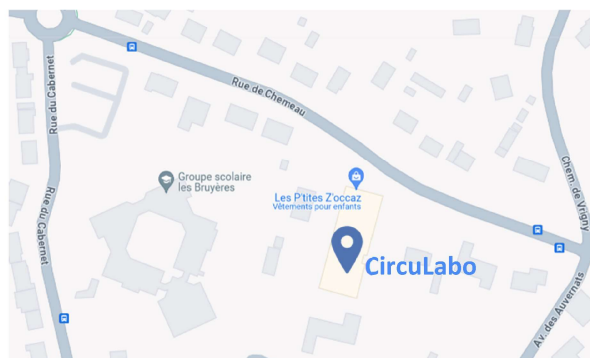 Rue du Cabernet
Rue de Chemeau
Chem. de Vrigny
Groupe scolaire
les Bruyères
Les P'tites Z'occaz
Vêtements pour enfants
Rue du Cabernet
CircuLabo
Av. des Auvernats